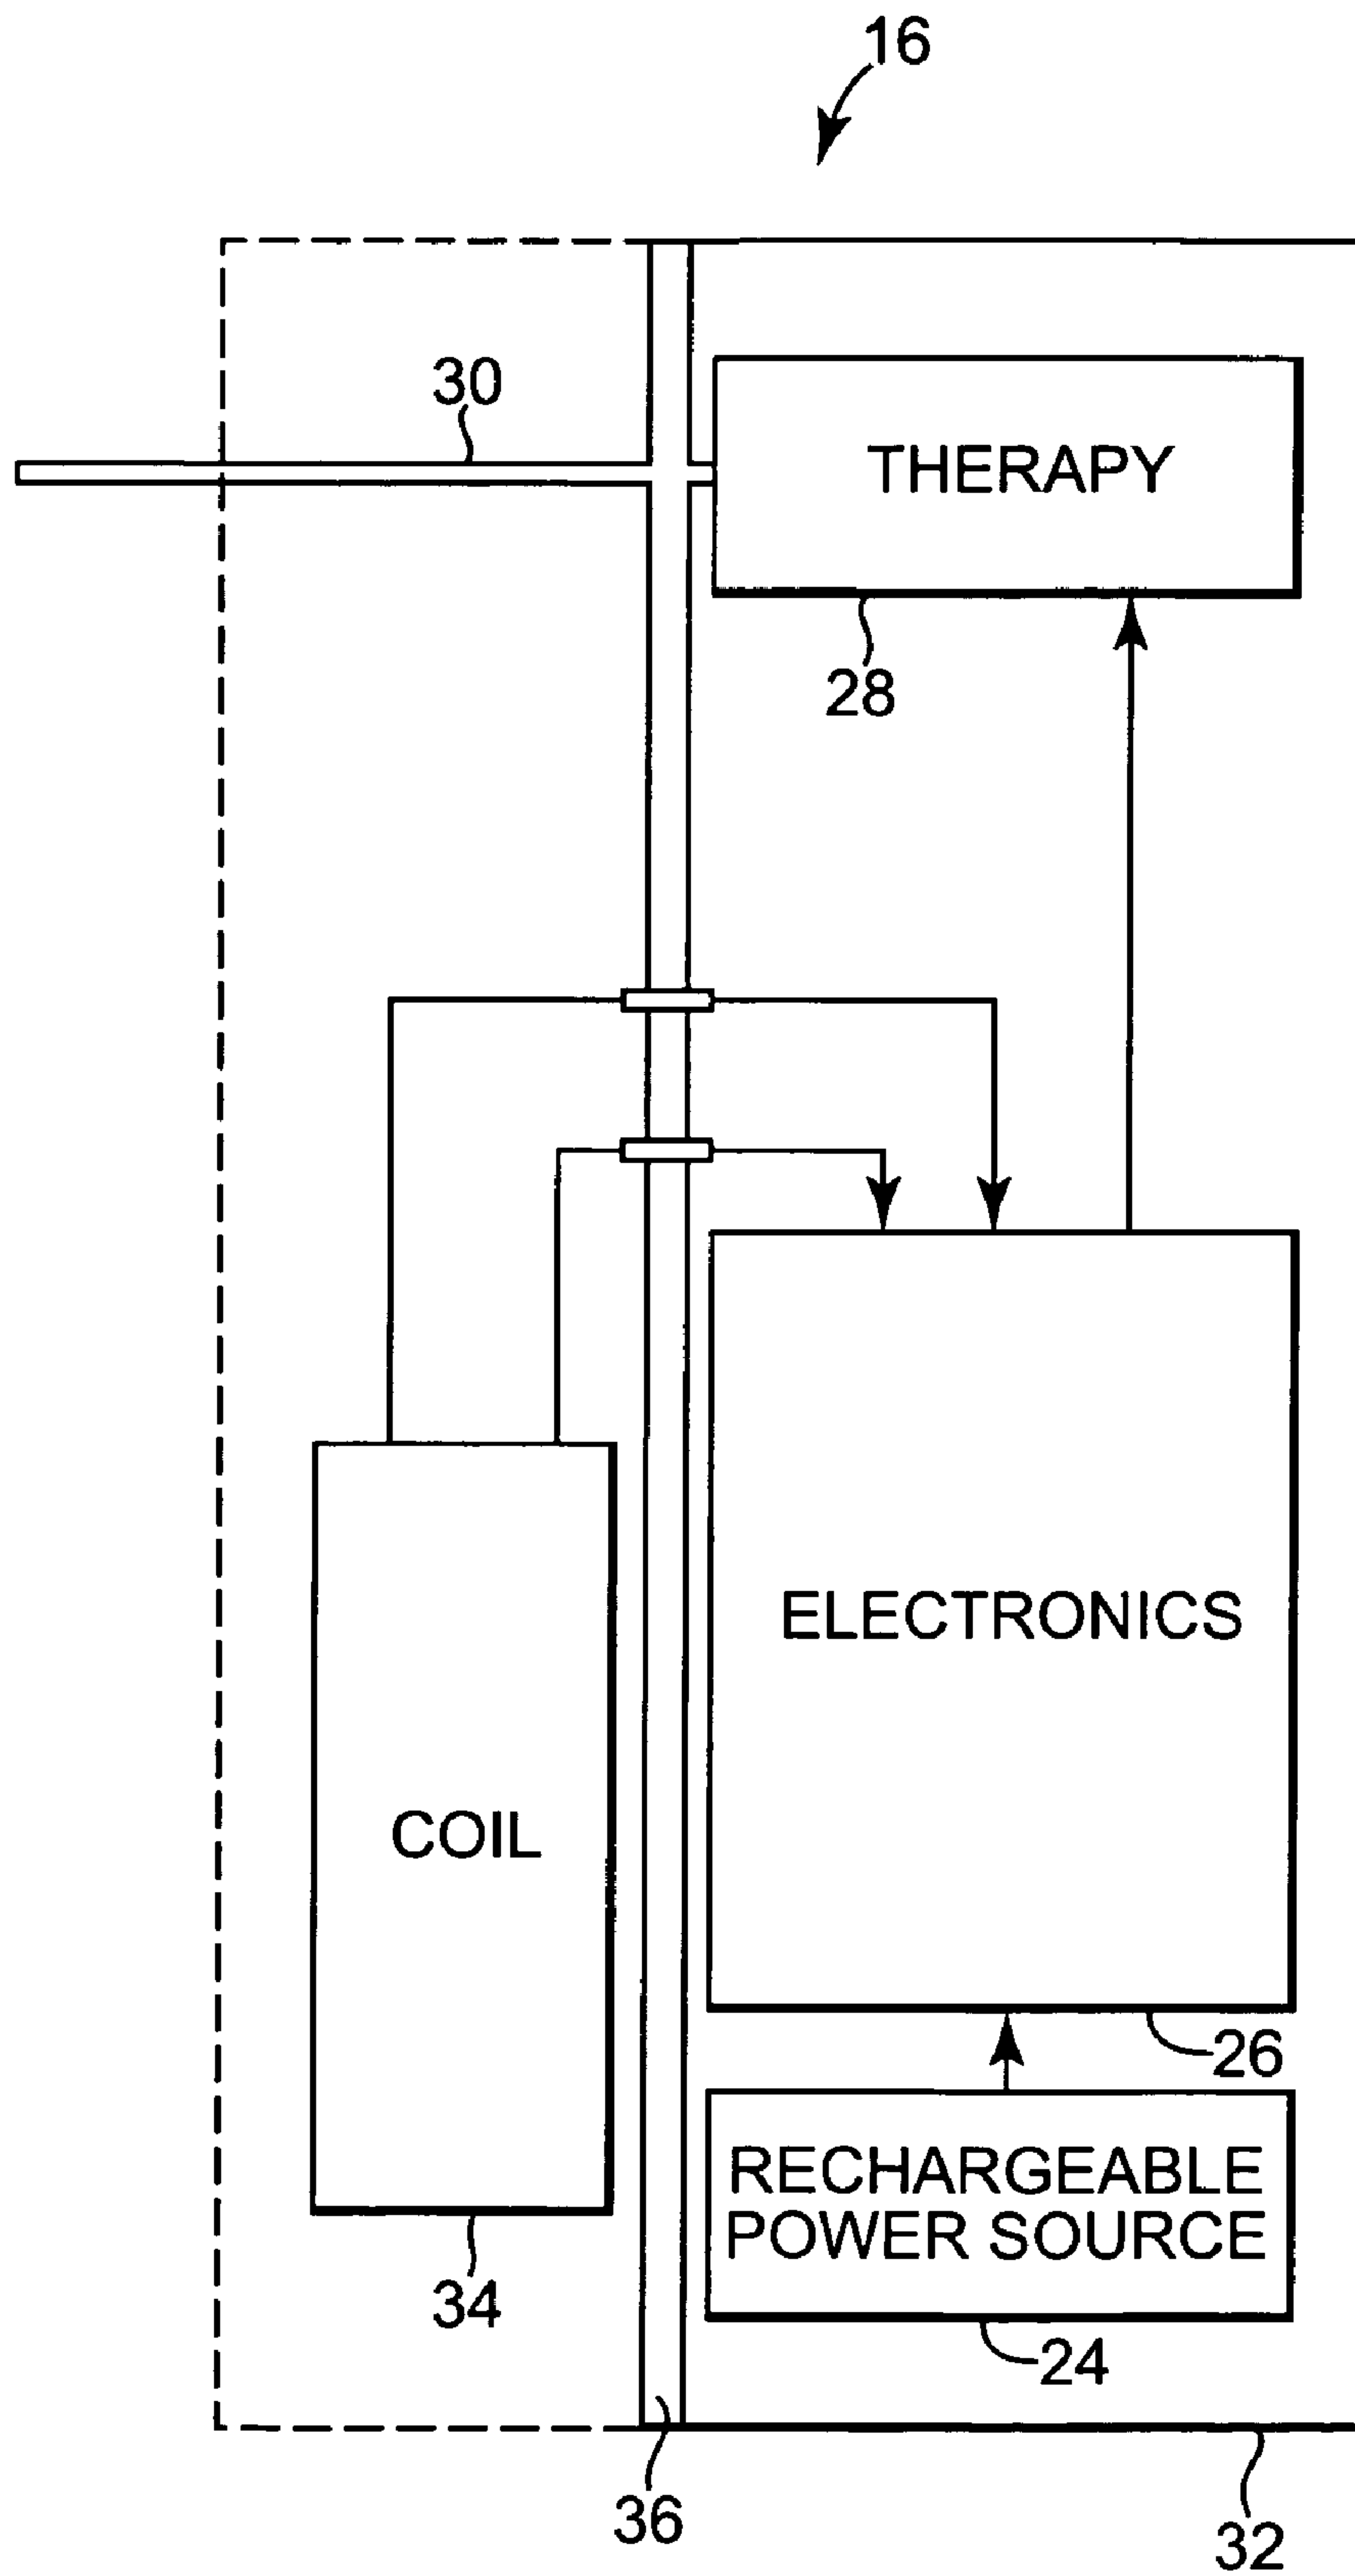 16
30
THERAPY
28
ELECTRONICS
COIL
26
RECHARGEABLE
POWER SOURCE
34
24
36
32